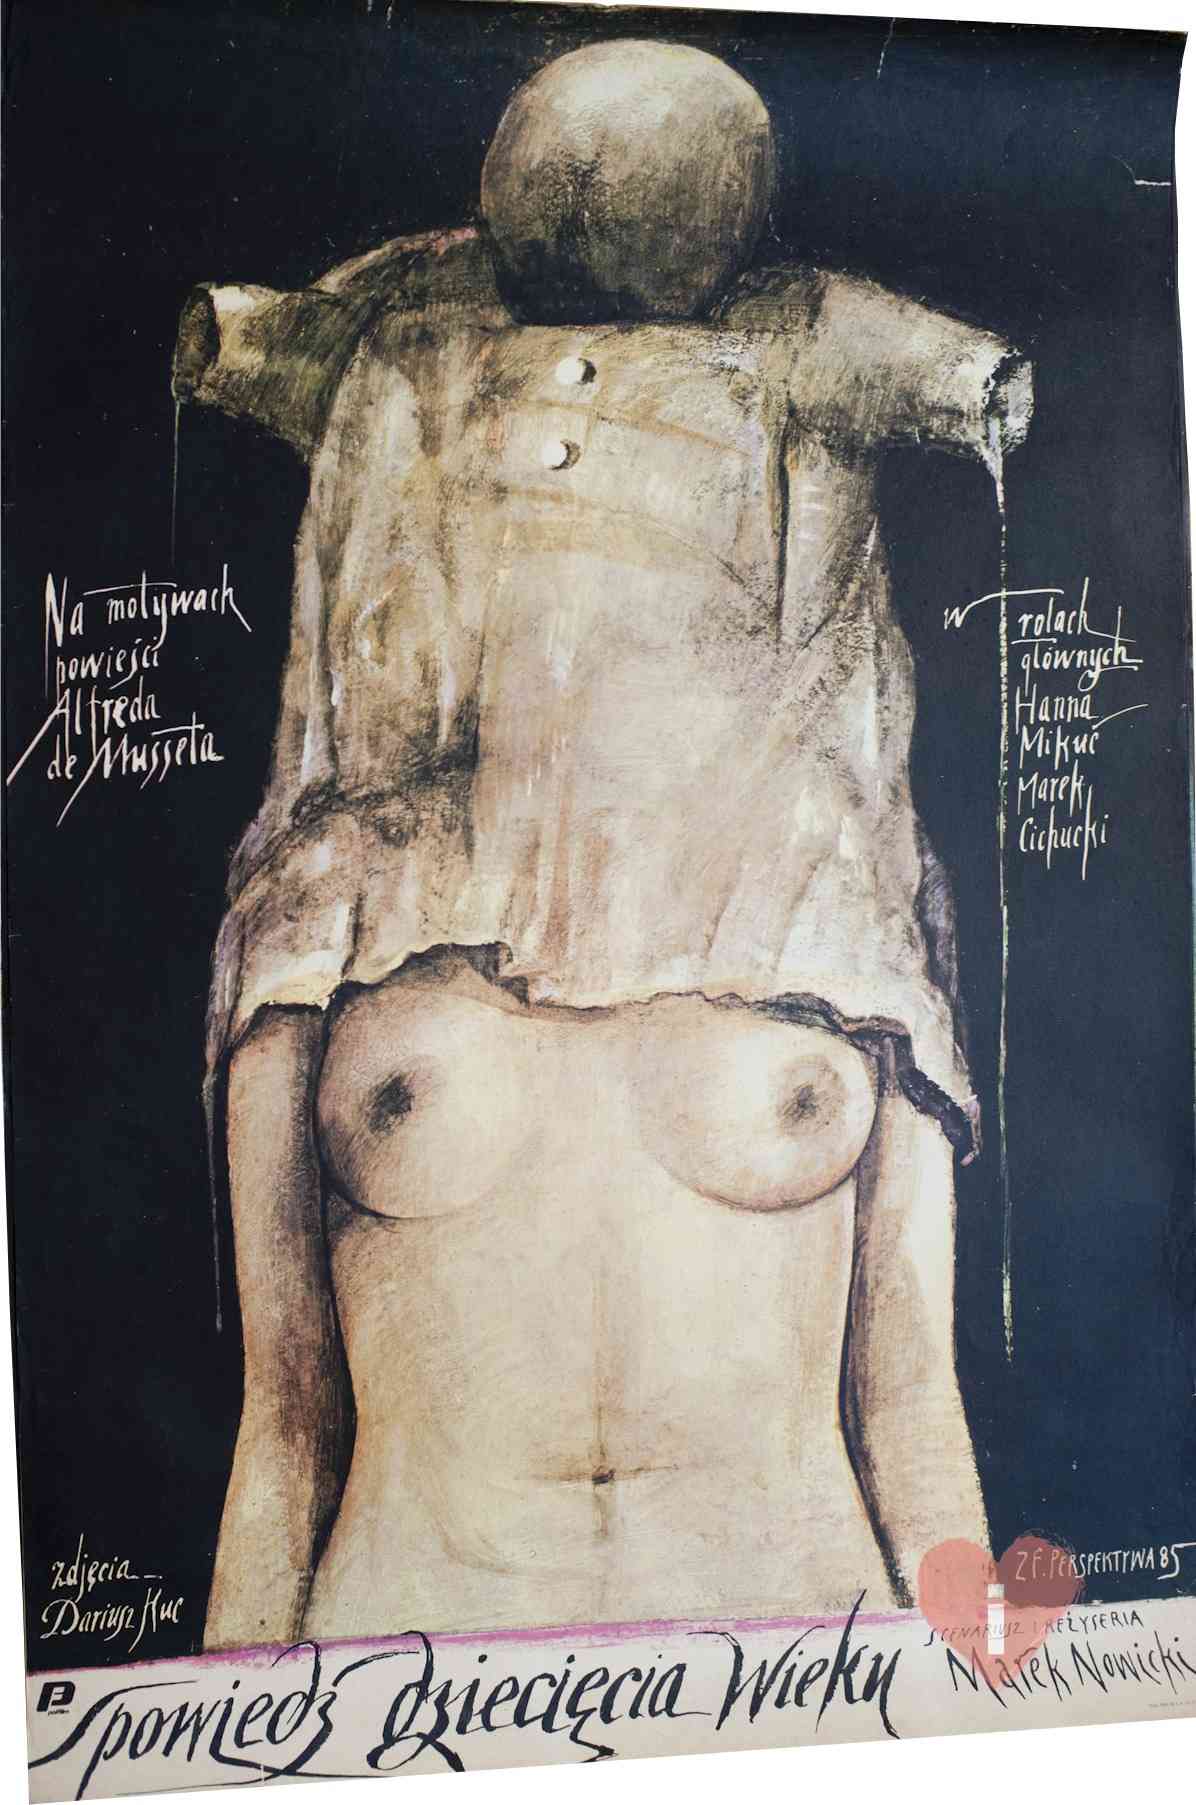 Na motywach
powieści
Alfreda
de Musseta
w rolach
głównych
Hanna
Mikuć
Marek
Cichucki
zdjęcia
Dariusz Kuc
ZF. PERSPEKTYWA 85
SCENARIUSZ I REŻYSERIA
Marek Nowicki
Spowiedź dziecięcia Wieku